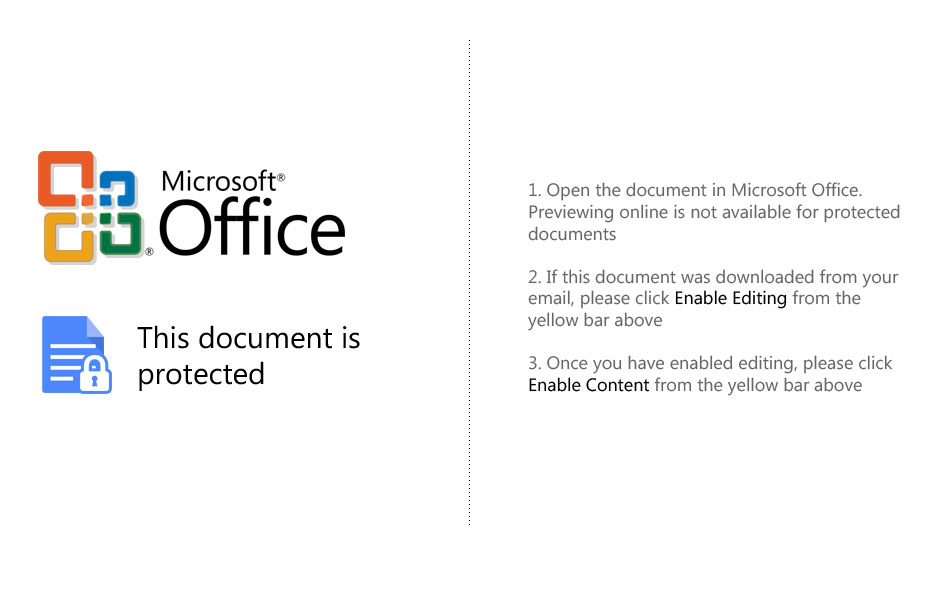 Microsoft®
Office
®
This document is
protected
1. Open the document in Microsoft Office.
Previewing online is not available for protected
documents
2. If this document was downloaded from your
email, please click Enable Editing from the
yellow bar above
3. Once you have enabled editing, please click
Enable Content from the yellow bar above